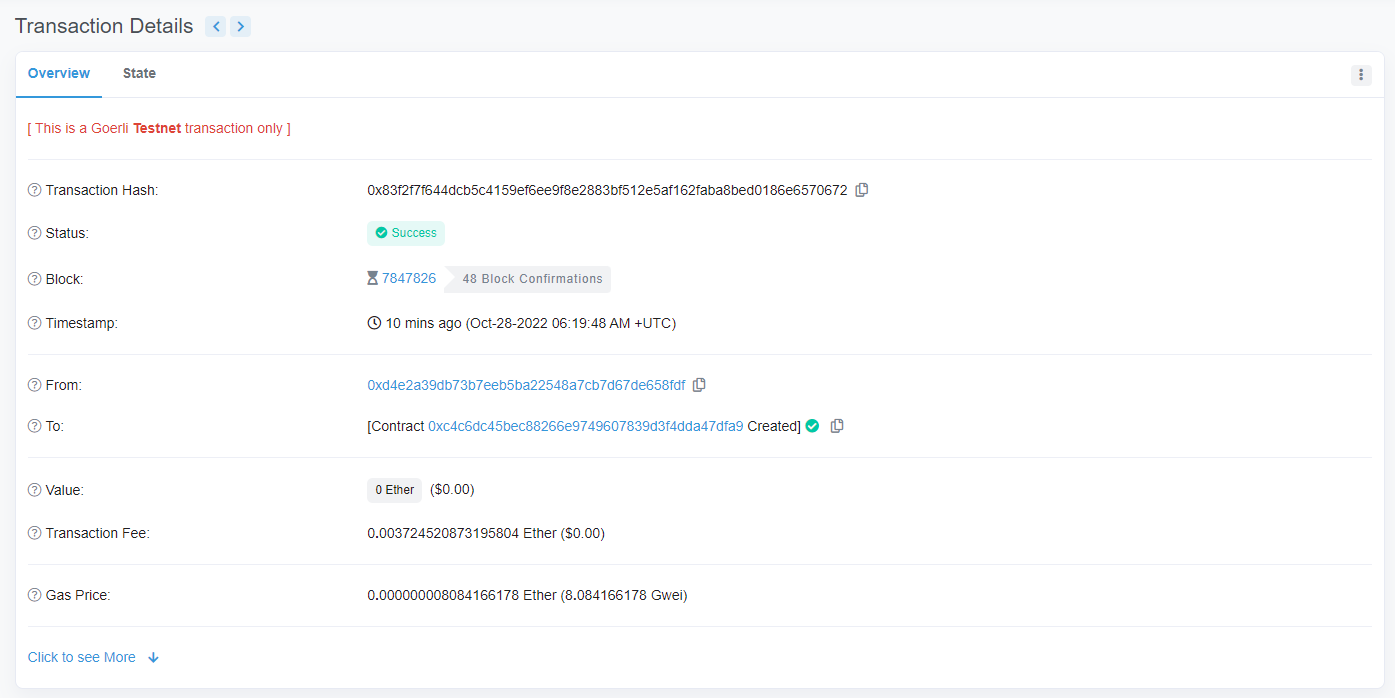 Transaction Details
Overview State
[ This is a Goerli Testnet transaction only ]
Transaction Hash: 0x83f2f7f644dcb5c4159ef6ee9f8e2883bf512e5af162faba8bed0186e6570672
Status: Success
Block: 7847826 48 Block Confirmations
Timestamp: 10 mins ago (Oct-28-2022 06:19:48 AM +UTC)
From: 0xd4e2a39db73b7eeb5ba22548a7cb7d67de658fdf
To: [Contract 0xc4c6dc45bec88266e9749607839d3f4dda47dfa9 Created]
Value: 0 Ether ($0.00)
Transaction Fee: 0.003724520873195804 Ether ($0.00)
Gas Price: 0.000000008084166178 Ether (8.084166178 Gwei)
Click to see More